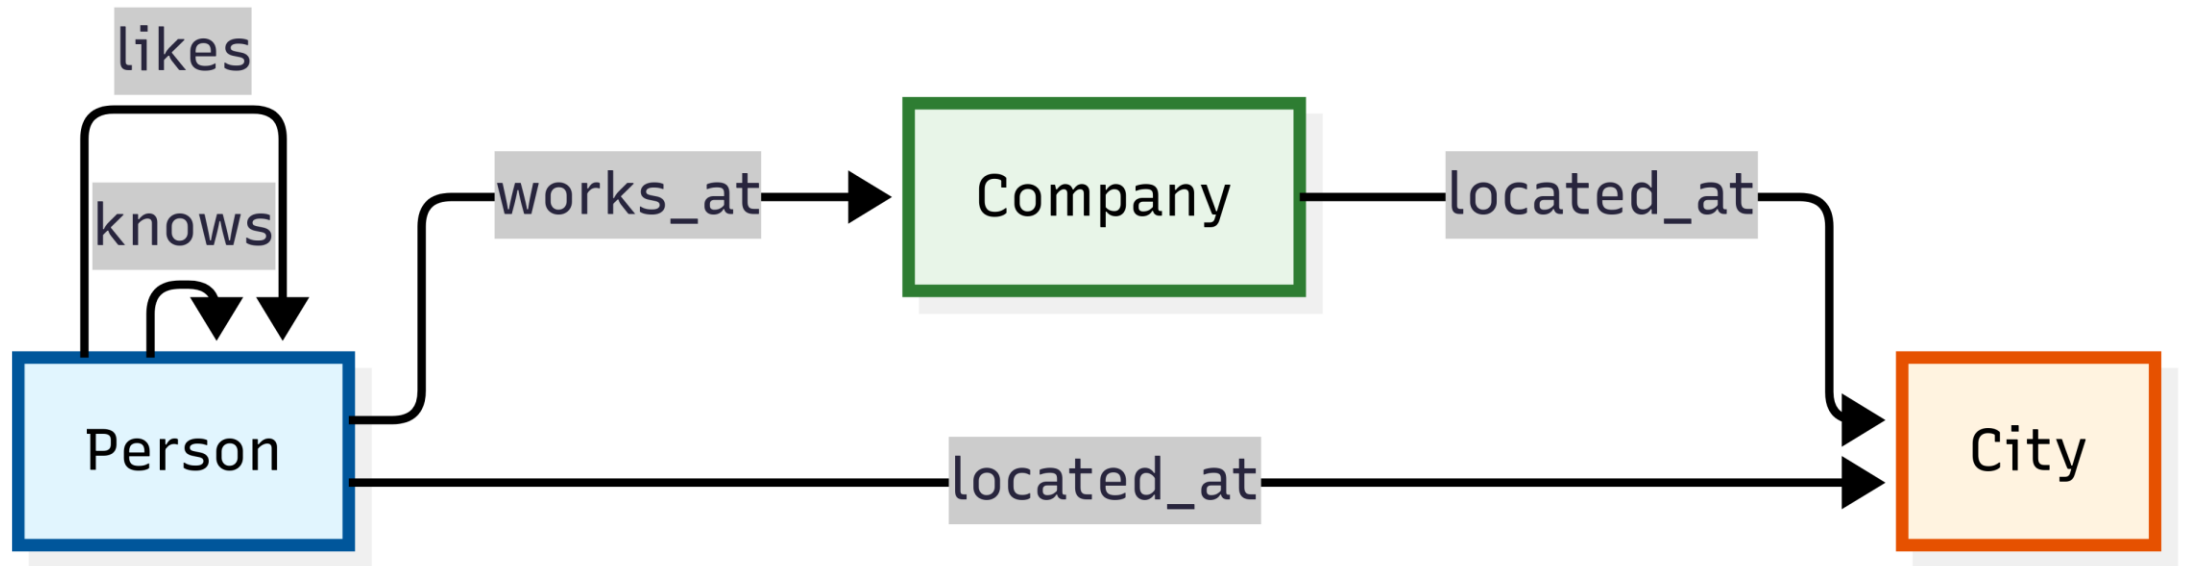 likes
knows
works_at
Company
located_at
Person
located_at
City